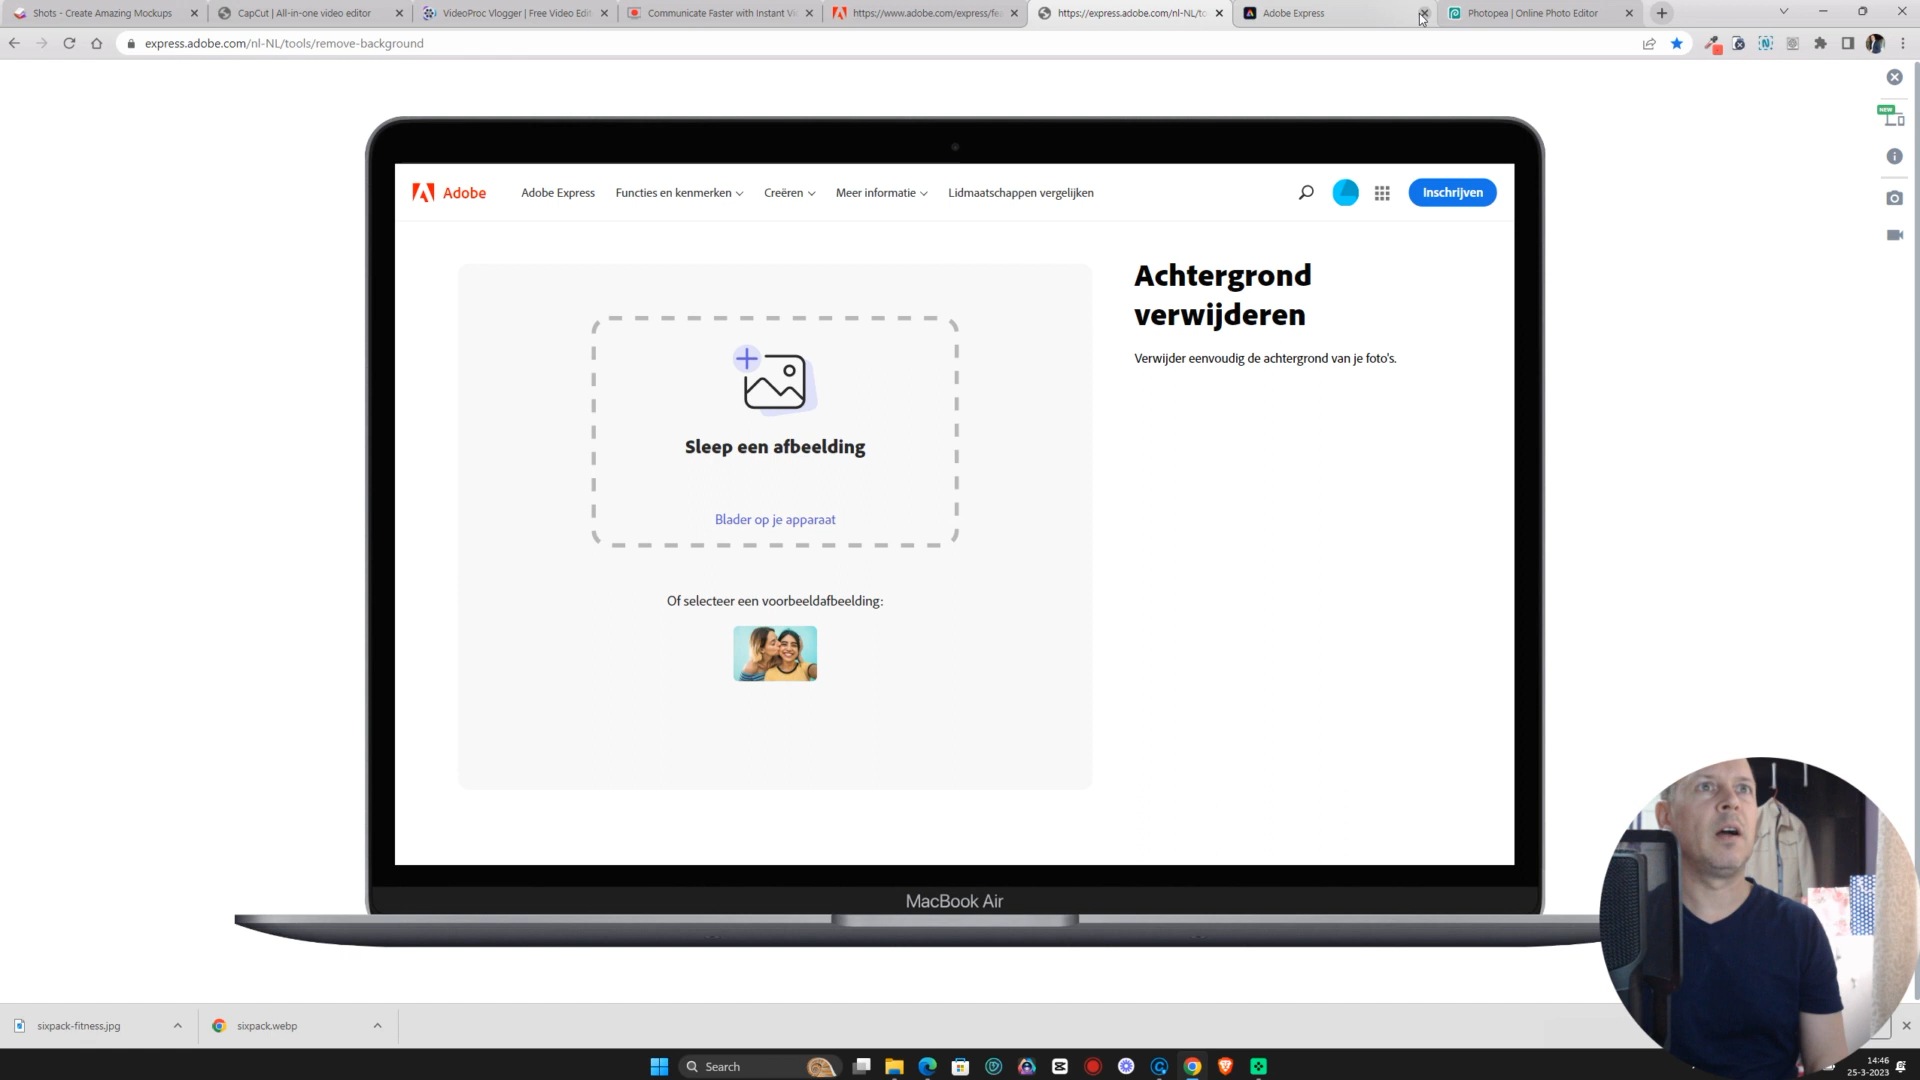 Shots - Create Amazing Mockups
CapCut | All-in-one video editor
VideoProc Vlogger | Free Video Edi
Communicate Faster with Instant Vi
https://www.adobe.com/express/fea
https://express.adobe.com/nl-NL/to
Adobe Express
Photopea | Online Photo Editor
express.adobe.com/nl-NL/tools/remove-background
NEW
Adobe
Adobe Express
Functies en kenmerken
Creëren
Meer informatie
Lidmaatschappen vergelijken
Inschrijven
Achtergrond
verwijderen
Verwijder eenvoudig de achtergrond van je foto's.
Sleep een afbeelding
Blader op je apparaat
Of selecteer een voorbeeldafbeelding:
MacBook Air
sixpack-fitness.jpg
sixpack.webp
Search
14:46
25-3-2023